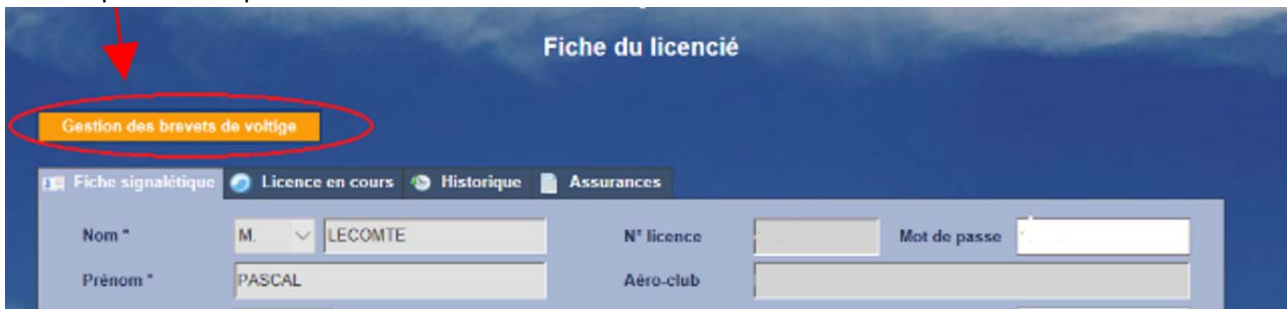 Fiche du licencié
Gestion des brevets de voltige
Fiche signalétique Licence en cours Historique Assurances
Nom * M. LECOMTE N° licence Mot de passe
Prénom * PASCAL Aéro-club